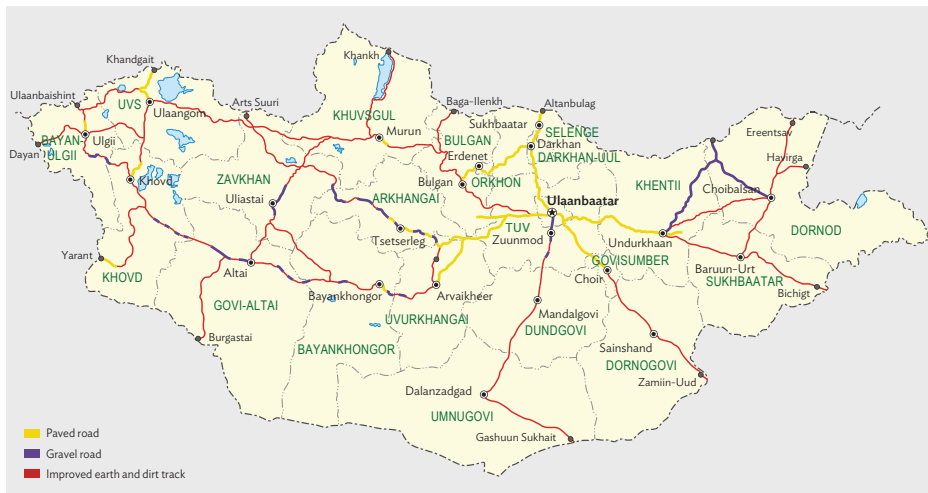 Khankh
Khandgait
Ulaanbaishint
Arts Suuri
Baga-Ilenkh
Altanbulag
UVS
Ulaangom
KHUVSGUL
Murun
Sukhbaatar
SELENGE
Ereentsav
BAYAN-
ULGII
Ulgii
Dayan
BULGAN
Erdenet
Darkhan
DARKHAN-UUL
Havirga
Khovd
ZAVKHAN
Bulgan
ORKHON
KHENTII
Choibalsan
Uliastai
ARKHANGAI
Ulaanbaatar
Tsetserleg
TUV
Zuunmod
Undurkhaan
DORNOD
Yarant
KHOVD
Altai
GOVISUMBER
Choir
Baruun-Urt
SUKHBAATAR
Bichigt
GOVI-ALTAI
Bayankhongor
Arvaikheer
UVURKHANGAI
Mandalgovi
DUNDGOVI
Burgastai
BAYANKHONGOR
Sainshand
DORNOGOVI
Zamiin-Uud
Dalanzadgad
UMNUGOVI
Gashuun Sukhait
Paved road
Gravel road
Improved earth and dirt track